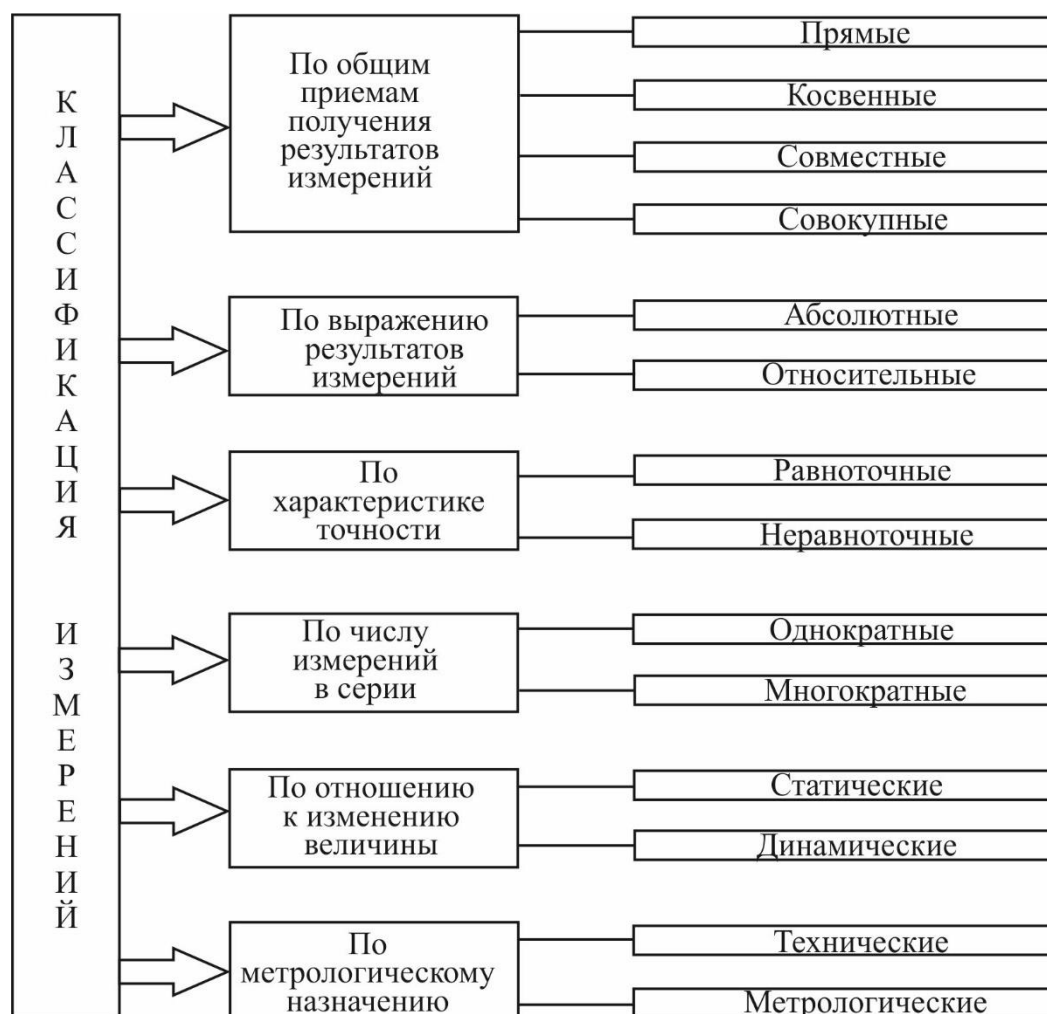 КЛАССИФИКАЦИЯ ИЗМЕРЕНИЙ
По общим
приемам
получения
результатов
измерений
Прямые
Косвенные
Совместные
Совокупные
По выражению
результатов
измерений
Абсолютные
Относительные
По
характеристике
точности
Равноточные
Неравноточные
По числу
измерений
в серии
Однократные
Многократные
По отношению
к изменению
величины
Статические
Динамические
По
метрологическому
назначению
Технические
Метрологические